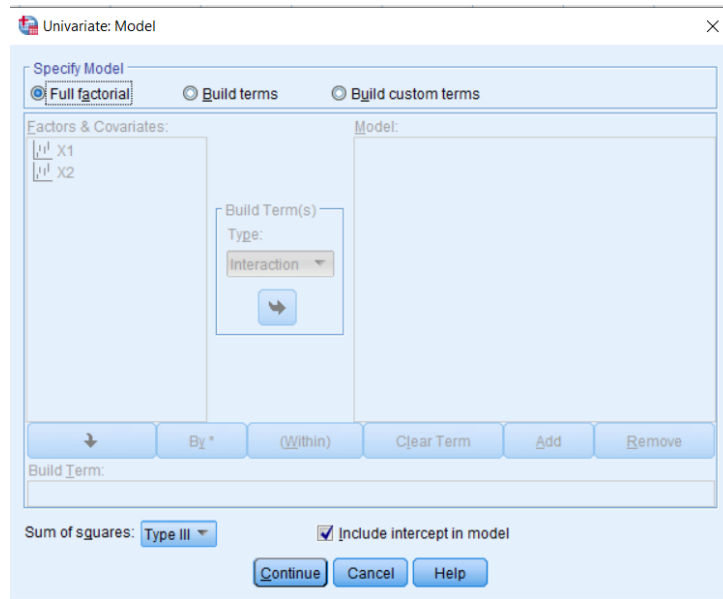 Univariate: Model
Specify Model
Full factorial Build terms Build custom terms
Factors & Covariates: Model:
X1
X2
Build Term(s)
Type:
Interaction
By * (Within) Clear Term Add Remove
Build Term:
Sum of squares: Type III Include intercept in model
Continue Cancel Help